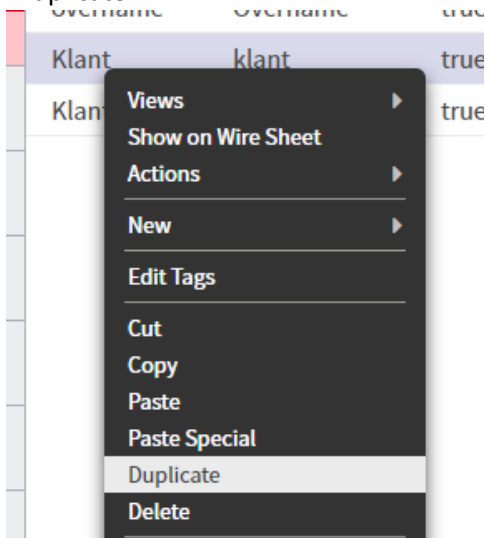 Klant klant true
Klan true
Views
Show on Wire Sheet
Actions
New
Edit Tags
Cut
Copy
Paste
Paste Special
Duplicate
Delete